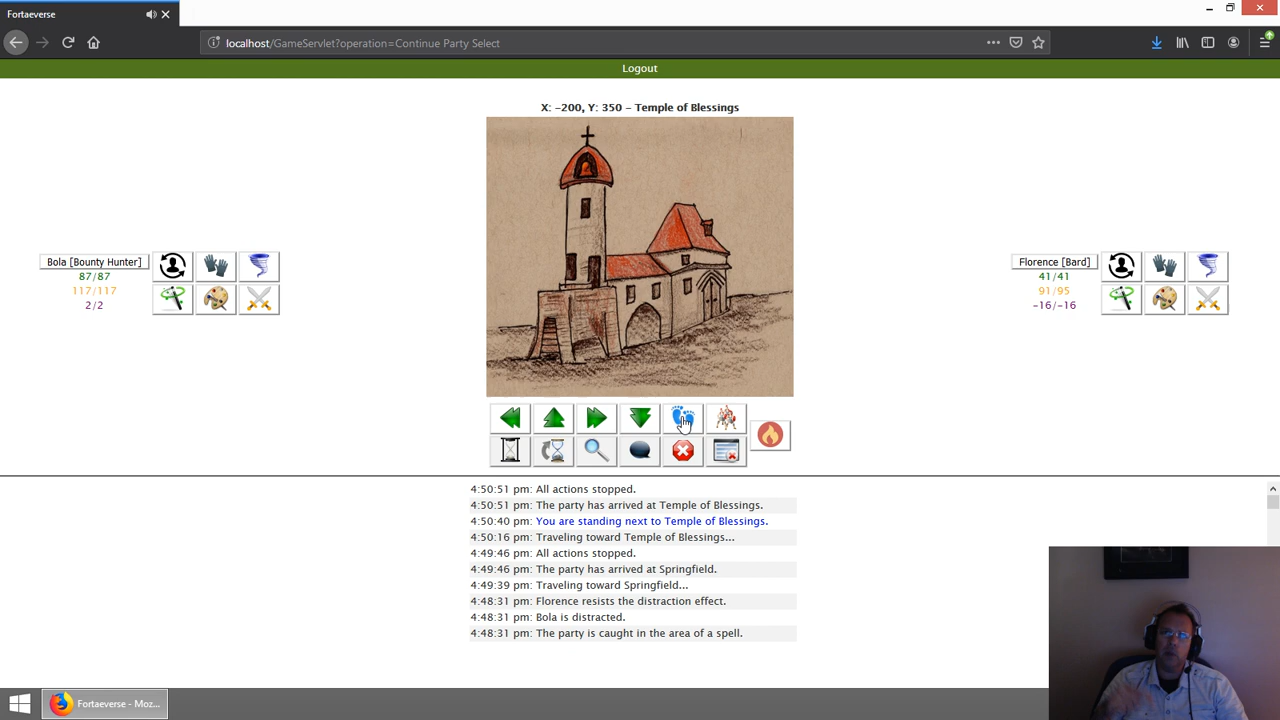 Fortaeverse
localhost/GameServlet?operation=Continue Party Select
Logout
X: -200, Y: 350 - Temple of Blessings
Bola [Bounty Hunter]
87/87
117/117
2/2
Florence [Bard]
41/41
91/95
-16/-16
4:50:51 pm: All actions stopped.
4:50:51 pm: The party has arrived at Temple of Blessings.
4:50:40 pm: You are standing next to Temple of Blessings.
4:50:16 pm: Traveling toward Temple of Blessings...
4:49:46 pm: All actions stopped.
4:49:46 pm: The party has arrived at Springfield.
4:49:39 pm: Traveling toward Springfield...
4:48:31 pm: Florence resists the distraction effect.
4:48:31 pm: Bola is distracted.
4:48:31 pm: The party is caught in the area of a spell.
Fortaeverse - Moz...